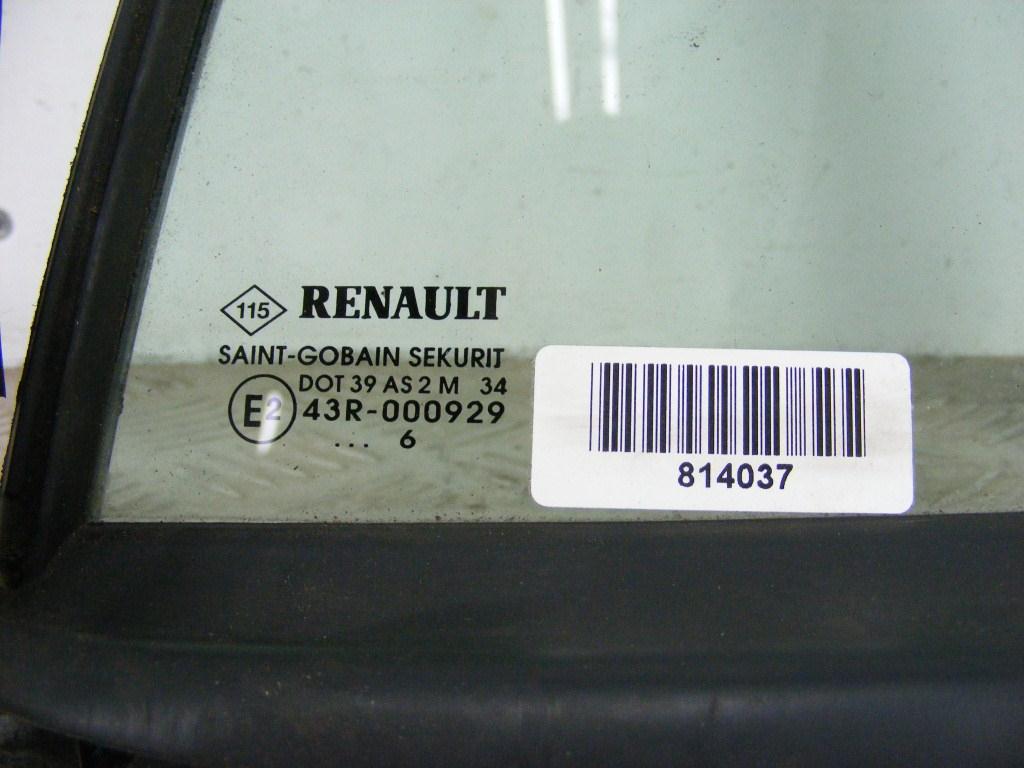 115 RENAULT
SAINT-GOBAIN SEKURIT
DOT 39 AS 2 M 34
E2 43R-000929
... 6
814037